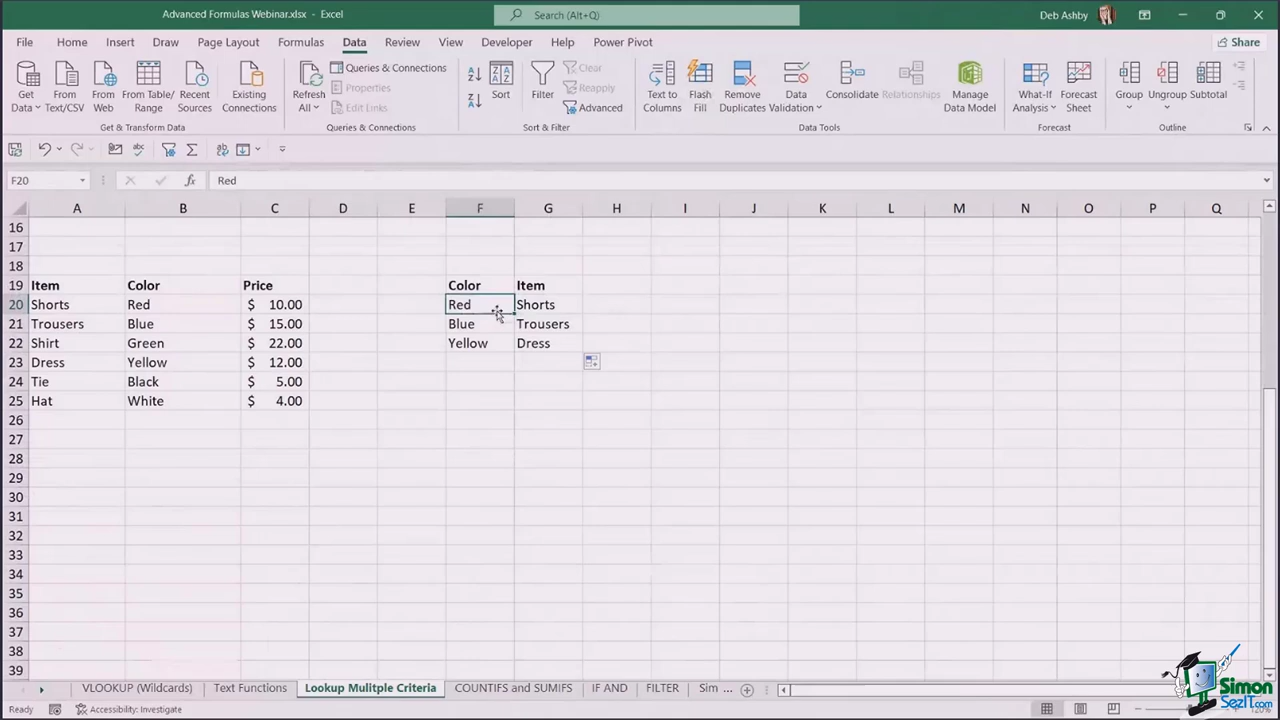 Advanced Formulas Webinar.xlsx - Excel
Search (Alt+Q)
Deb Ashby
File Home Insert Draw Page Layout Formulas Data Review View Developer Help Power Pivot
Share
Get Data
From Text/CSV
From Web
From Table/ Range
Recent Sources
Existing Connections
Get & Transform Data
Refresh All
Queries & Connections
Properties
Edit Links
Queries & Connections
Sort
Filter
Clear
Reapply
Advanced
Sort & Filter
Text to Columns
Flash Fill
Remove Duplicates
Data Validation
Consolidate
Relationships
Manage Data Model
Data Tools
What-If Analysis
Forecast Sheet
Forecast
Group
Ungroup
Subtotal
Outline
F20
fx
Red
A B C D E F G H I J K L M N O P Q
16
17
18
19 Item Color Price Color Item
20 Shorts Red $ 10.00 Red Shorts
21 Trousers Blue $ 15.00 Blue Trousers
22 Shirt Green $ 22.00 Yellow Dress
23 Dress Yellow $ 12.00
24 Tie Black $ 5.00
25 Hat White $ 4.00
26
27
28
29
30
31
32
33
34
35
36
37
38
39
VLOOKUP (Wildcards) Text Functions Lookup Mulitple Criteria COUNTIFS and SUMIFS IF AND FILTER Sim ...
Ready
Accessibility: Investigate
120%
Simon
SezIT.com